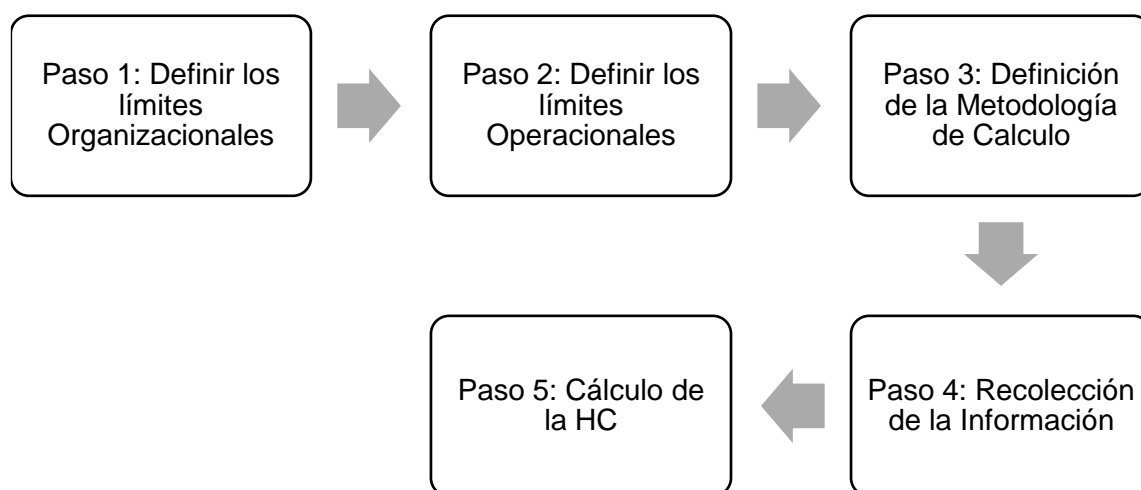 Paso 1: Definir los
límites
Organizacionales
Paso 2: Definir los
límites
Operacionales
Paso 3: Definición
de la Metodología
de Calculo
Paso 4: Recolección
de la Información
Paso 5: Cálculo de
la HC